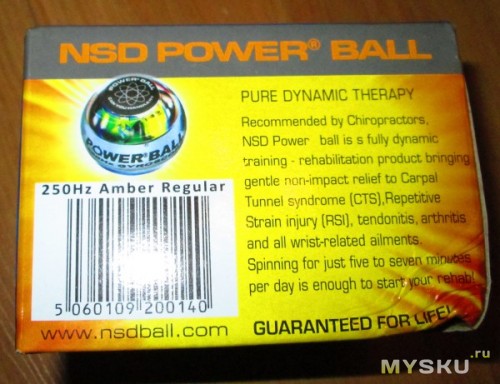 NSD POWER® BALL
POWER BALL
POWERBALL
PURE DYNAMIC THERAPY
Recommended by Chiropractors,
NSD Power ball is s fully dynamic
training - rehabilitation product bringing
gentle non-impact relief to Carpal
Tunnel syndrome (CTS),Repetitive
Strain injury (RSI), tendonitis, arthritis
and all wrist-related ailments.
Spinning for just five to seven minutes
per day is enough to start your rehab!
250Hz Amber Regular
5 060109 200140
www.nsdball.com
GUARANTEED FOR LIFE!
MYSKU.ru